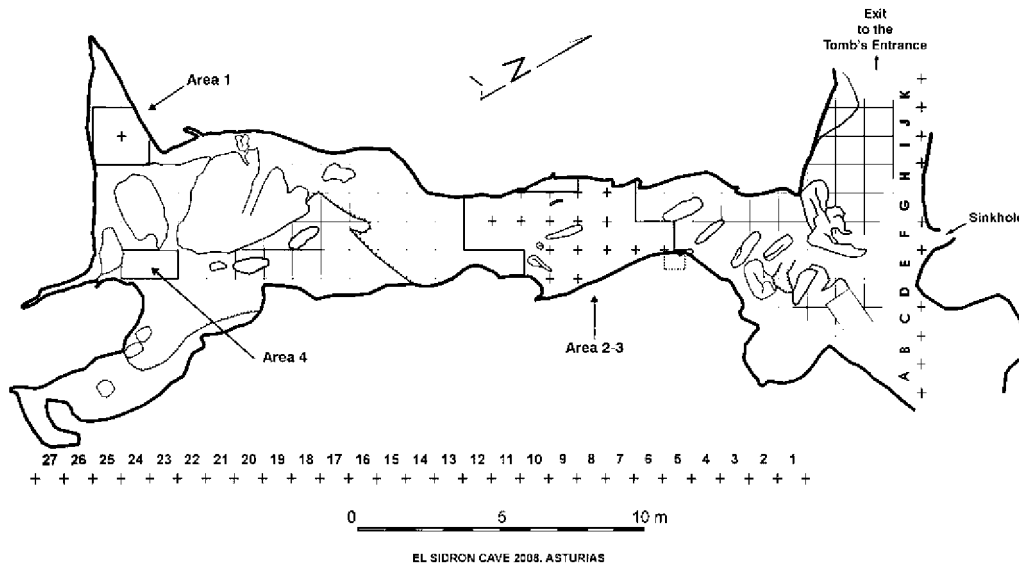 Exit
to the
Tomb's Entrance
Area 1
N
K
J
I
H
G
F
E
D
C
B
A
Sinkhole
Area 4
Area 2-3
27 26 25 24 23 22 21 20 19 18 17 16 15 14 13 12 11 10 9 8 7 6 5 4 3 2 1
0 5 10 m
EL SIDRON CAVE 2008. ASTURIAS